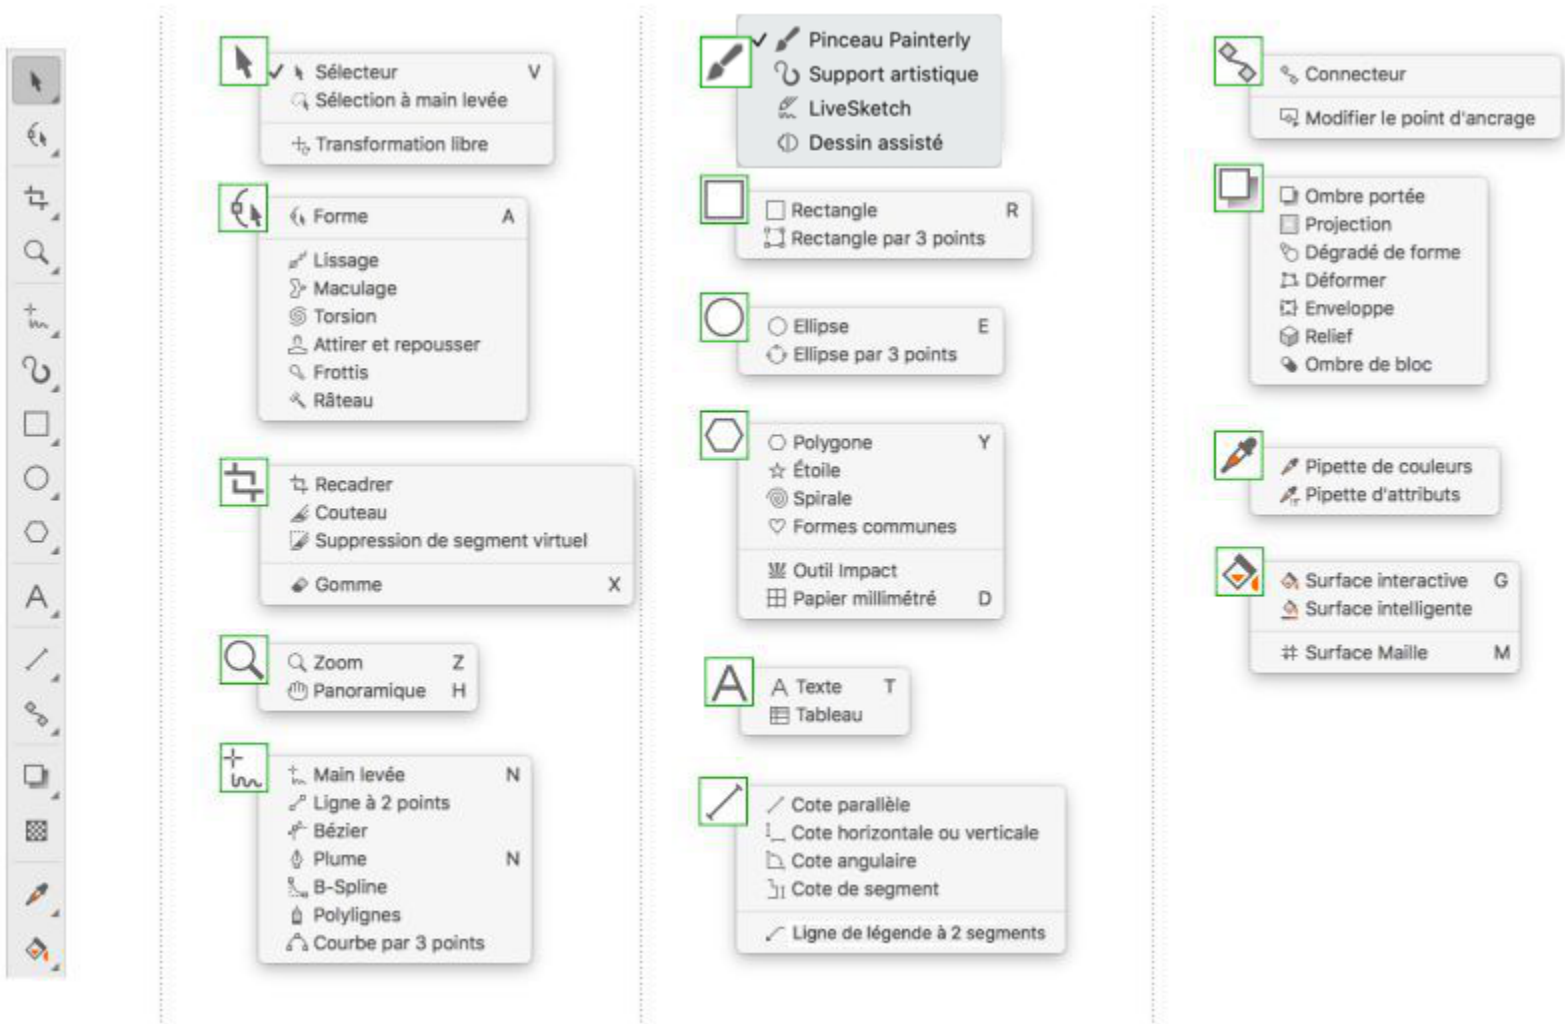 Sélecteur V
Sélection à main levée
Transformation libre
Forme A
Lissage
Maculage
Torsion
Attirer et repousser
Frottis
Râteau
Recadrer
Couteau
Suppression de segment virtuel
Gomme X
Zoom Z
Panoramique H
Main levée N
Ligne à 2 points
Bézier
Plume N
B-Spline
Polylignes
Courbe par 3 points
Pinceau Painterly
Support artistique
LiveSketch
Dessin assisté
Rectangle R
Rectangle par 3 points
Ellipse E
Ellipse par 3 points
Polygone Y
Étoile
Spirale
Formes communes
Outil Impact
Papier millimétré D
Texte T
Tableau
Cote parallèle
Cote horizontale ou verticale
Cote angulaire
Cote de segment
Ligne de légende à 2 segments
Connecteur
Modifier le point d'ancrage
Ombre portée
Projection
Dégradé de forme
Déformer
Enveloppe
Relief
Ombre de bloc
Pipette de couleurs
Pipette d'attributs
Surface interactive G
Surface intelligente
Surface Maille M